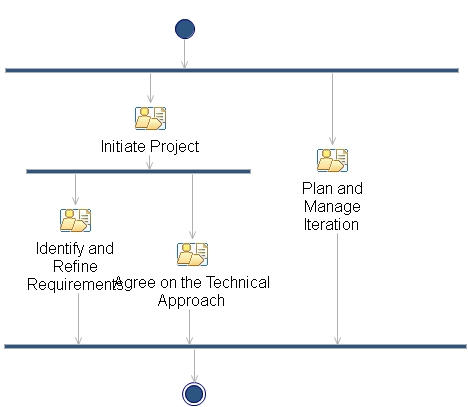 Initiate Project
Plan and
Manage
Iteration
Identify and
Refine
Requirements
Agree on the Technical
Approach